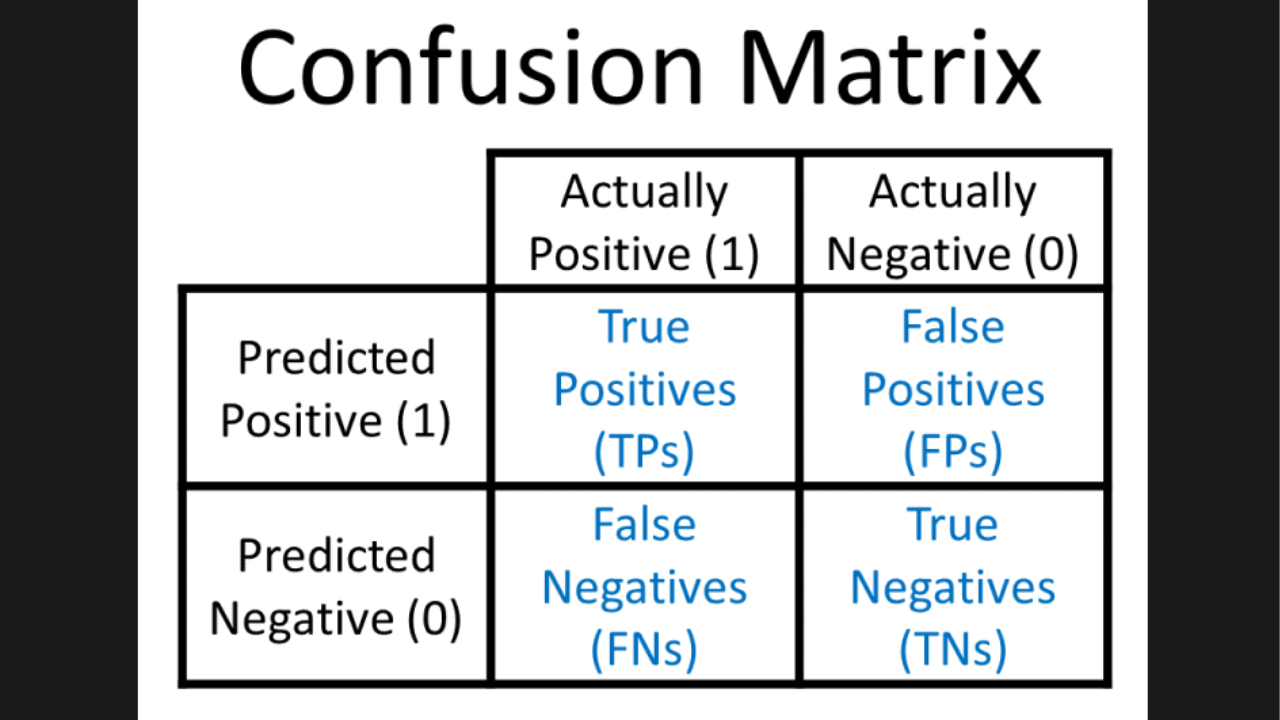 Confusion Matrix
Actually
Positive (1)
Actually
Negative (0)
Predicted
Positive (1)
True
Positives
(TPs)
False
Positives
(FPs)
Predicted
Negative (0)
False
Negatives
(FNs)
True
Negatives
(TNs)